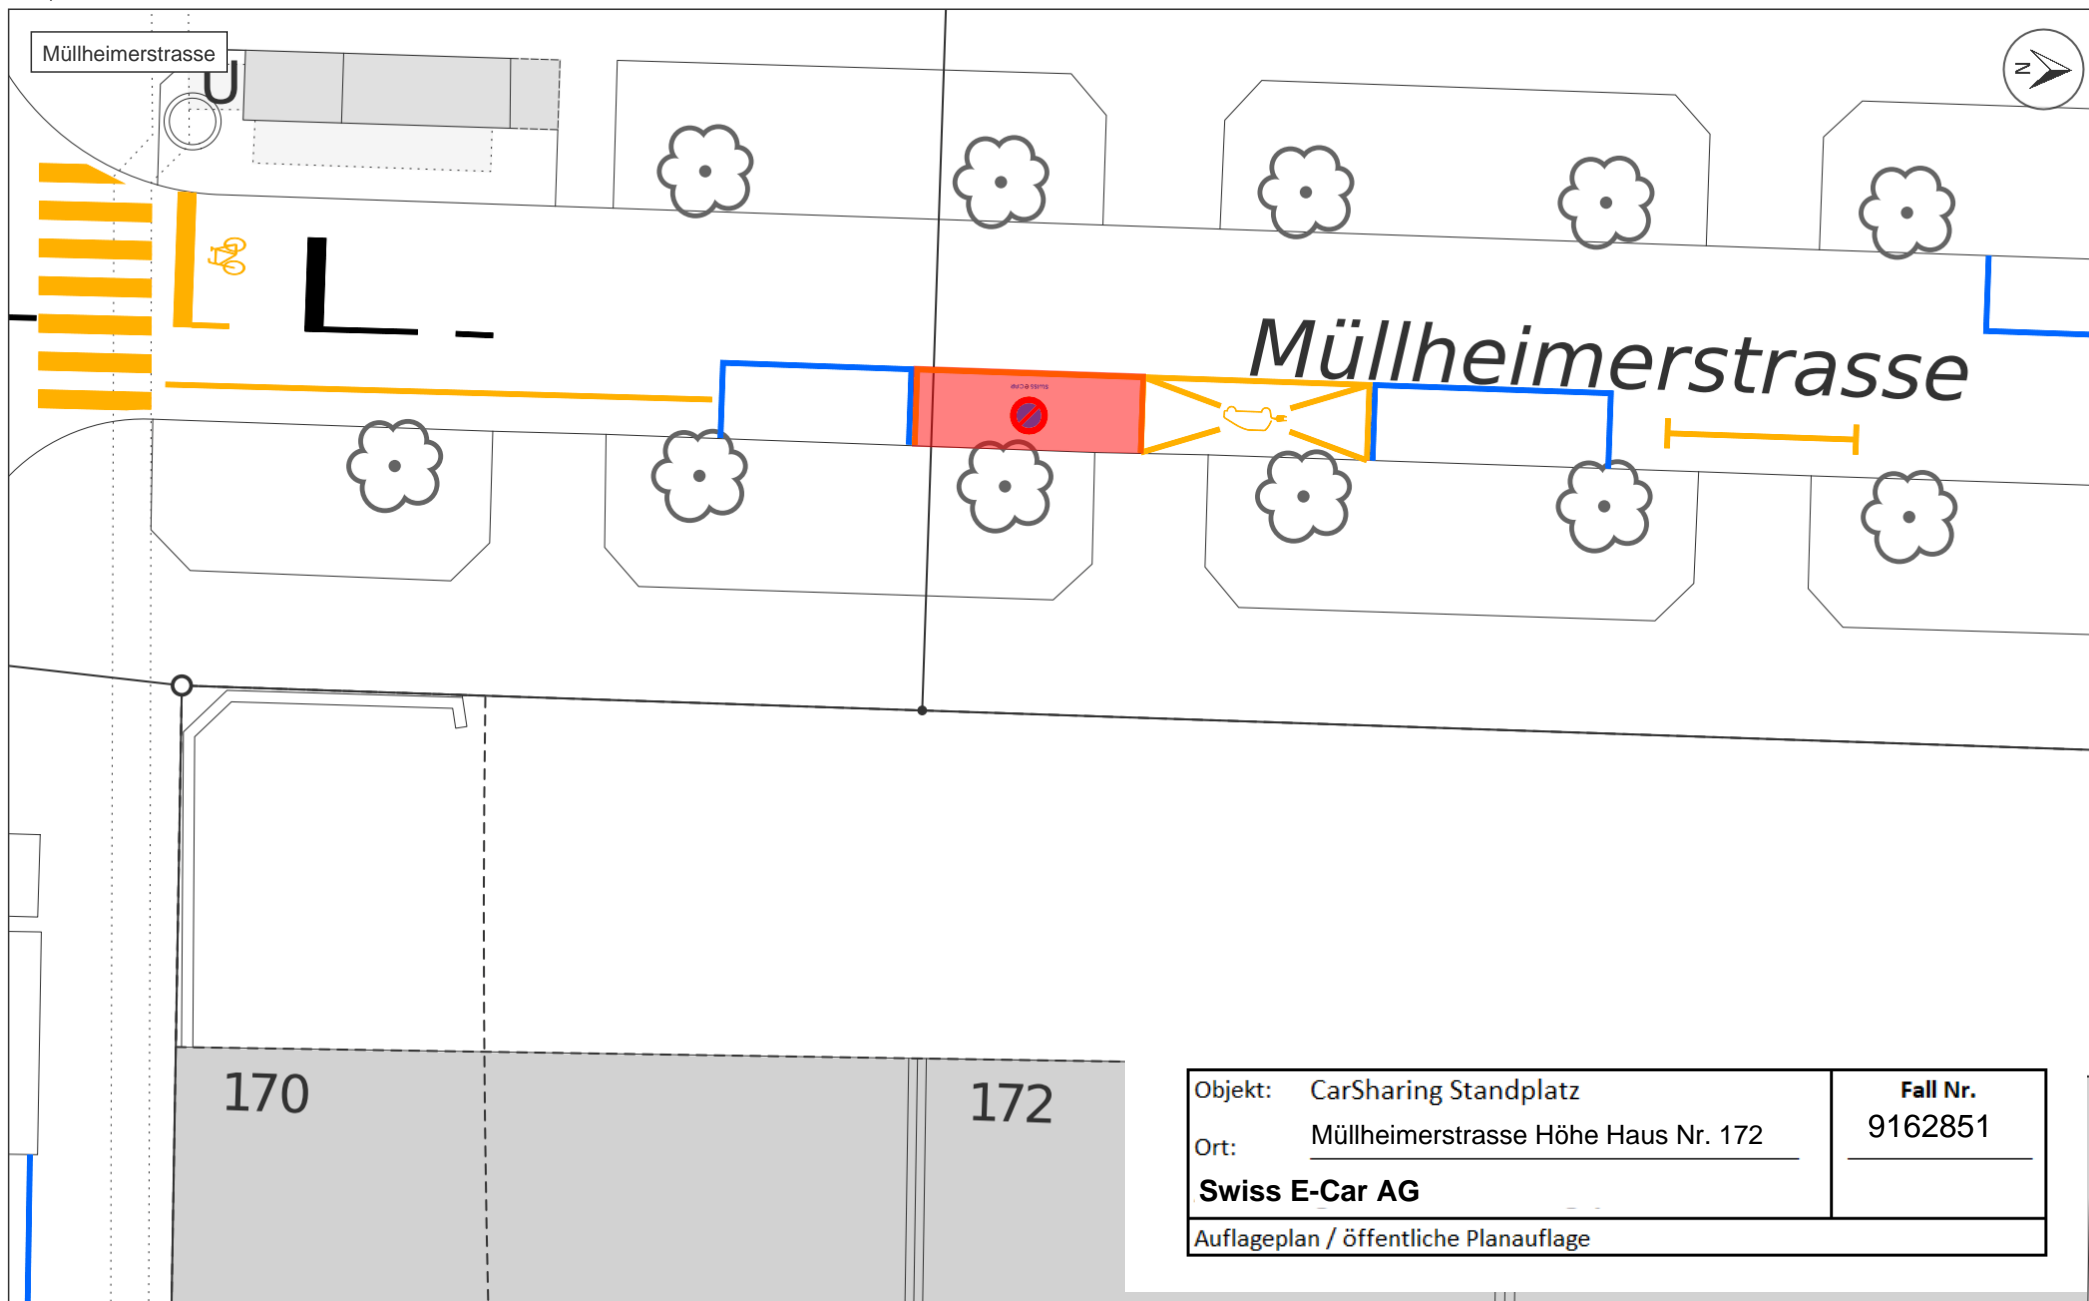 Müllheimerstrasse
U
N
Müllheimerstrasse
170
172
Objekt: CarSharing Standplatz
Fall Nr.
Ort: Müllheimerstrasse Höhe Haus Nr. 172
9162851
Swiss E-Car AG
Auflageplan / öffentliche Planauflage